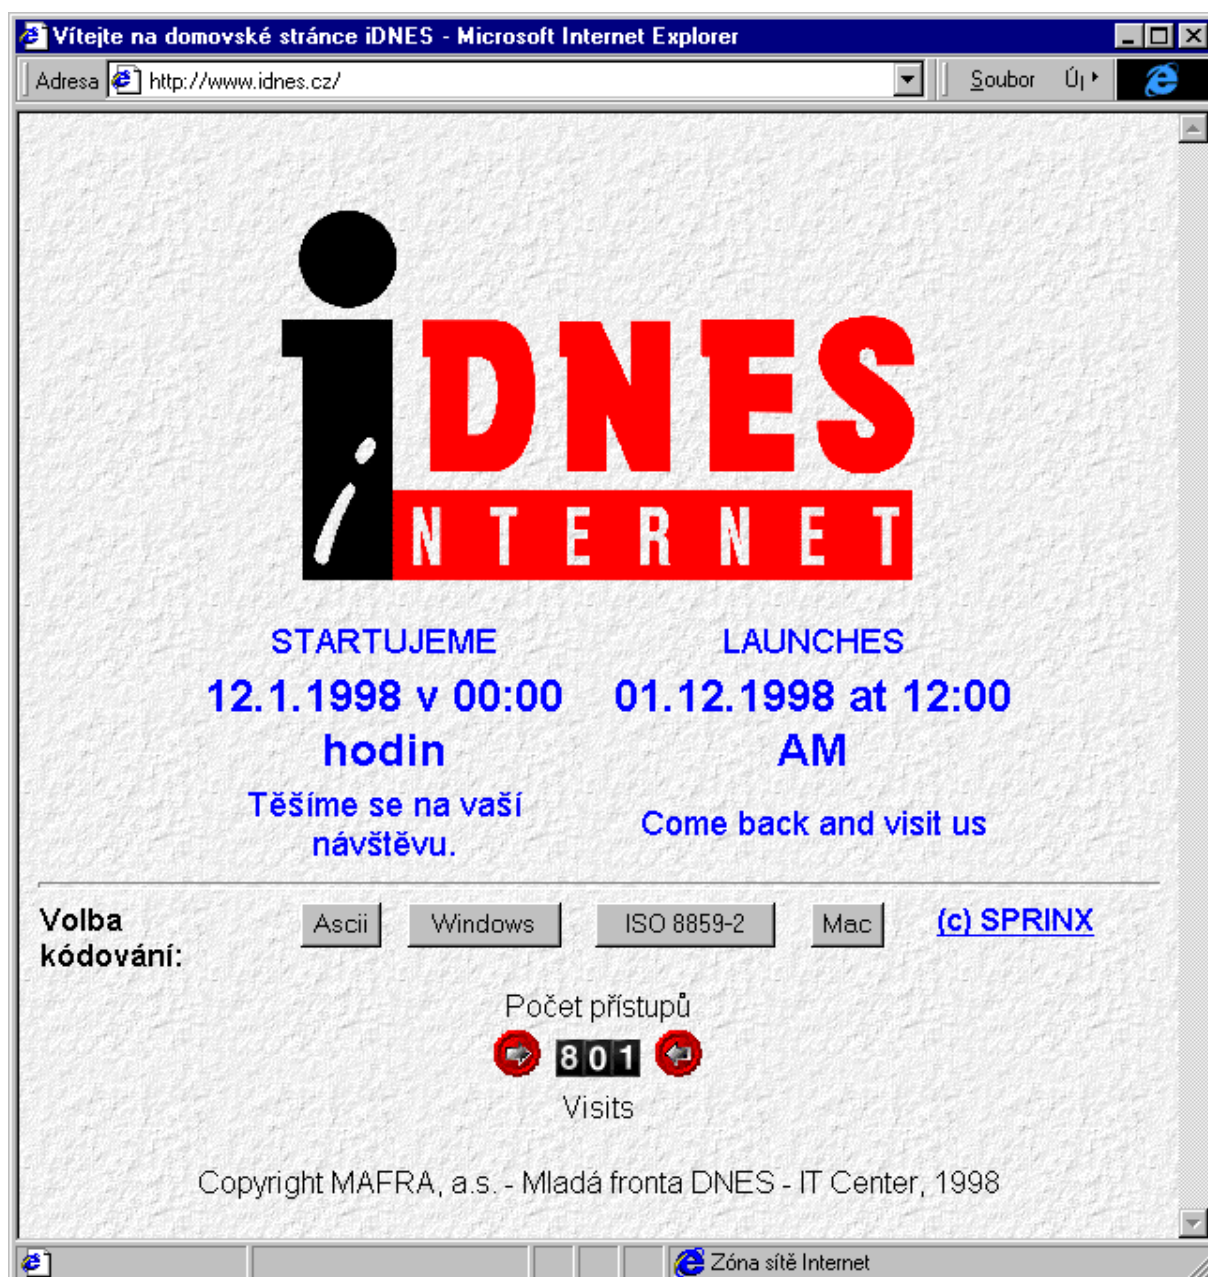 Vítejte na domovské stránce iDNES - Microsoft Internet Explorer
Adresa http://www.idnes.cz/ Soubor Ú
iDNES
iNTERNET
STARTUJEME
12.1.1998 v 00:00
hodin
Těšíme se na vaší
návštěvu.
LAUNCHES
01.12.1998 at 12:00
AM
Come back and visit us
Volba
kódování:
Ascii Windows ISO 8859-2 Mac (c) SPRINX
Počet přístupů
801
Visits
Copyright MAFRA, a.s. - Mladá fronta DNES - IT Center, 1998
Zóna sítě Internet